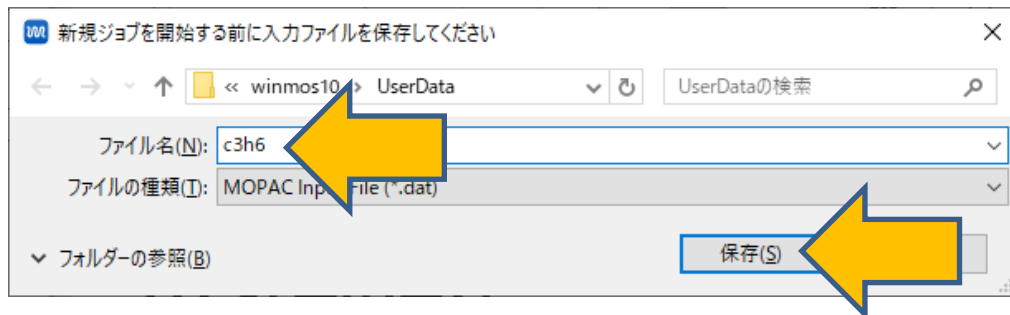 新規ジョブを開始する前に入力ファイルを保存してください
« winmos10 › UserData
UserDataの検索
ファイル名(N): c3h6
ファイルの種類(T): MOPAC Input File (*.dat)
フォルダーの参照(B)
保存(S)